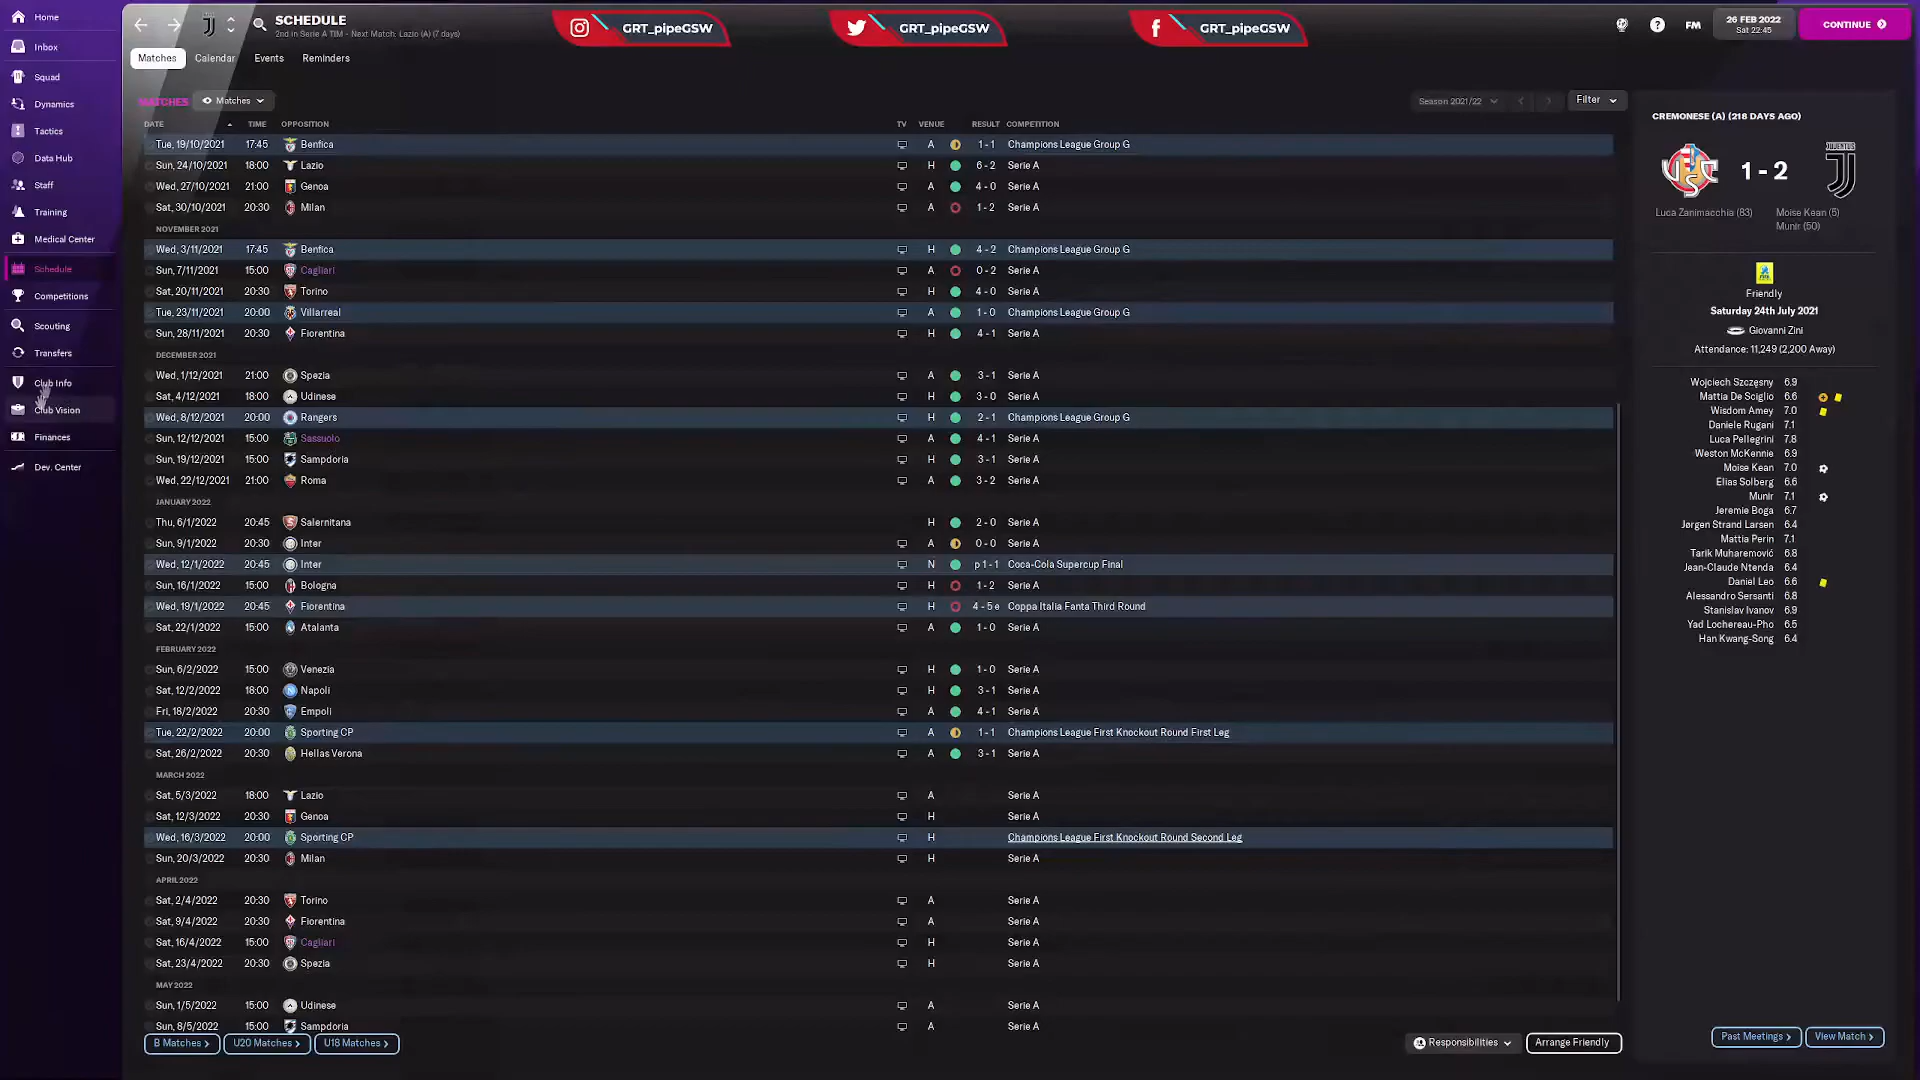 Home
Inbox
Squad
Dynamics
Tactics
Data Hub
Staff
Training
Medical Center
Schedule
Competitions
Scouting
Transfers
Club Info
Club Vision
Finances
Dev. Center
SCHEDULE
2nd in Serie A TIM - Next Match: Lazio (A) (7 days)
GRT_pipeGSW
GRT_pipeGSW
GRT_pipeGSW
FM
26 FEB 2022
Sat 22:45
CONTINUE
Matches Calendar Events Reminders
MATCHES Matches
Season 2021/22
Filter
DATE TIME OPPOSITION TV VENUE RESULT COMPETITION
Tue, 19/10/2021 17:45 Benfica A 1 - 1 Champions League Group G
Sun, 24/10/2021 18:00 Lazio H 6 - 2 Serie A
Wed, 27/10/2021 21:00 Genoa A 4 - 0 Serie A
Sat, 30/10/2021 20:30 Milan A 1 - 2 Serie A
NOVEMBER 2021
Wed, 3/11/2021 17:45 Benfica H 4 - 2 Champions League Group G
Sun, 7/11/2021 15:00 Cagliari A 0 - 2 Serie A
Sat, 20/11/2021 20:30 Torino H 4 - 0 Serie A
Tue, 23/11/2021 20:00 Villarreal A 1 - 0 Champions League Group G
Sun, 28/11/2021 20:30 Fiorentina H 4 - 1 Serie A
DECEMBER 2021
Wed, 1/12/2021 21:00 Spezia A 3 - 1 Serie A
Sat, 4/12/2021 18:00 Udinese H 3 - 0 Serie A
Wed, 8/12/2021 20:00 Rangers H 2 - 1 Champions League Group G
Sun, 12/12/2021 15:00 Sassuolo A 4 - 1 Serie A
Sun, 19/12/2021 15:00 Sampdoria H 3 - 1 Serie A
Wed, 22/12/2021 21:00 Roma A 3 - 2 Serie A
JANUARY 2022
Thu, 6/1/2022 20:45 Salernitana H 2 - 0 Serie A
Sun, 9/1/2022 20:30 Inter A 0 - 0 Serie A
Wed, 12/1/2022 20:45 Inter N p 1 - 1 Coca-Cola Supercup Final
Sun, 16/1/2022 15:00 Bologna H 1 - 2 Serie A
Wed, 19/1/2022 20:45 Fiorentina H 4 - 5 e Coppa Italia Fanta Third Round
Sat, 22/1/2022 15:00 Atalanta A 1 - 0 Serie A
FEBRUARY 2022
Sun, 6/2/2022 15:00 Venezia H 1 - 0 Serie A
Sat, 12/2/2022 18:00 Napoli H 3 - 1 Serie A
Fri, 18/2/2022 20:30 Empoli A 4 - 1 Serie A
Tue, 22/2/2022 20:00 Sporting CP A 1 - 1 Champions League First Knockout Round First Leg
Sat, 26/2/2022 20:30 Hellas Verona A 3 - 1 Serie A
MARCH 2022
Sat, 5/3/2022 18:00 Lazio A Serie A
Sat, 12/3/2022 20:30 Genoa H Serie A
Wed, 16/3/2022 20:00 Sporting CP H Champions League First Knockout Round Second Leg
Sun, 20/3/2022 20:30 Milan H Serie A
APRIL 2022
Sat, 2/4/2022 20:30 Torino A Serie A
Sat, 9/4/2022 20:30 Fiorentina A Serie A
Sat, 16/4/2022 15:00 Cagliari H Serie A
Sat, 23/4/2022 20:30 Spezia H Serie A
MAY 2022
Sun, 1/5/2022 15:00 Udinese A Serie A
Sun, 8/5/2022 15:00 Sampdoria A Serie A
B Matches U20 Matches U18 Matches
Responsibilities
Arrange Friendly
CREMONESE (A) (218 DAYS AGO)
1 - 2
JUVENTUS
Luca Zanimacchia (83) Moise Kean (5)
Munir (50)
Friendly
Saturday 24th July 2021
Giovanni Zini
Attendance: 11,249 (2,200 Away)
Wojciech Szczęsny 6.9
Mattia De Sciglio 6.6
Wisdom Amey 7.0
Daniele Rugani 7.1
Luca Pellegrini 7.8
Weston McKennie 6.9
Moise Kean 7.0
Elias Solberg 6.6
Munir 7.1
Jeremie Boga 6.7
Jørgen Strand Larsen 6.4
Mattia Perin 7.1
Tarik Muharemović 6.8
Jean-Claude Ntenda 6.4
Daniel Leo 6.6
Alessandro Sersanti 6.8
Stanislav Ivanov 6.9
Yad Lochereau-Pho 6.5
Han Kwang-Song 6.4
Past Meetings View Match